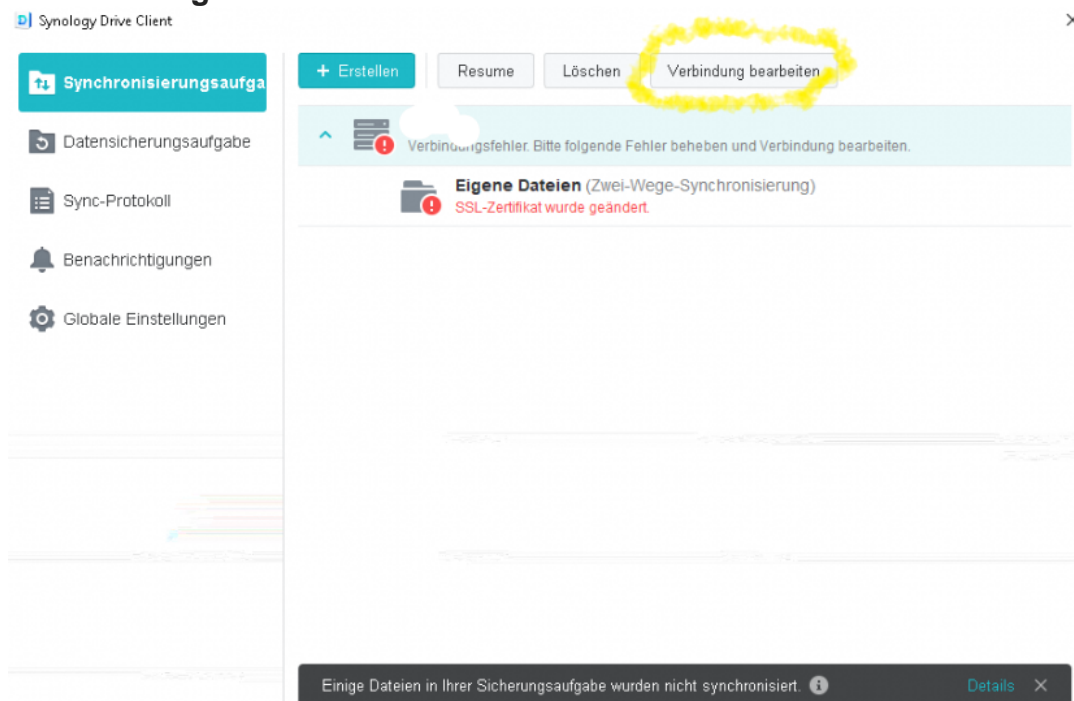 Synology Drive Client
Synchronisierungsaufga
Datensicherungsaufgabe
Sync-Protokoll
Benachrichtigungen
Globale Einstellungen
+ Erstellen
Resume
Löschen
Verbindung bearbeiten
Verbindungsfehler. Bitte folgende Fehler beheben und Verbindung bearbeiten.
Eigene Dateien (Zwei-Wege-Synchronisierung)
SSL-Zertifikat wurde geändert.
Einige Dateien in Ihrer Sicherungsaufgabe wurden nicht synchronisiert.
Details